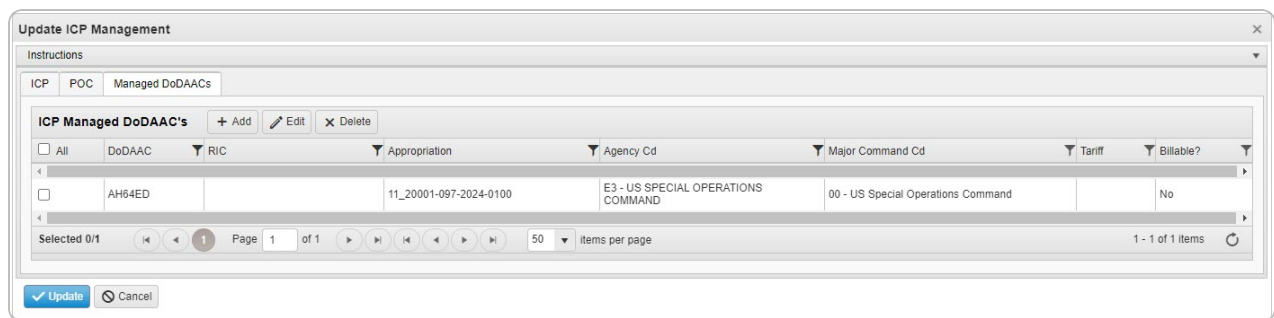 Update ICP Management
Instructions
ICP POC Managed DoDAACs
ICP Managed DoDAAC's + Add Edit Delete
All DoDAAC RIC Appropriation Agency Cd Major Command Cd Tariff Billable?
AH64ED 11_20001-097-2024-0100 E3 - US SPECIAL OPERATIONS COMMAND 00 - US Special Operations Command No
Selected 0/1 1 Page 1 of 1 50 items per page 1 - 1 of 1 items
Update Cancel